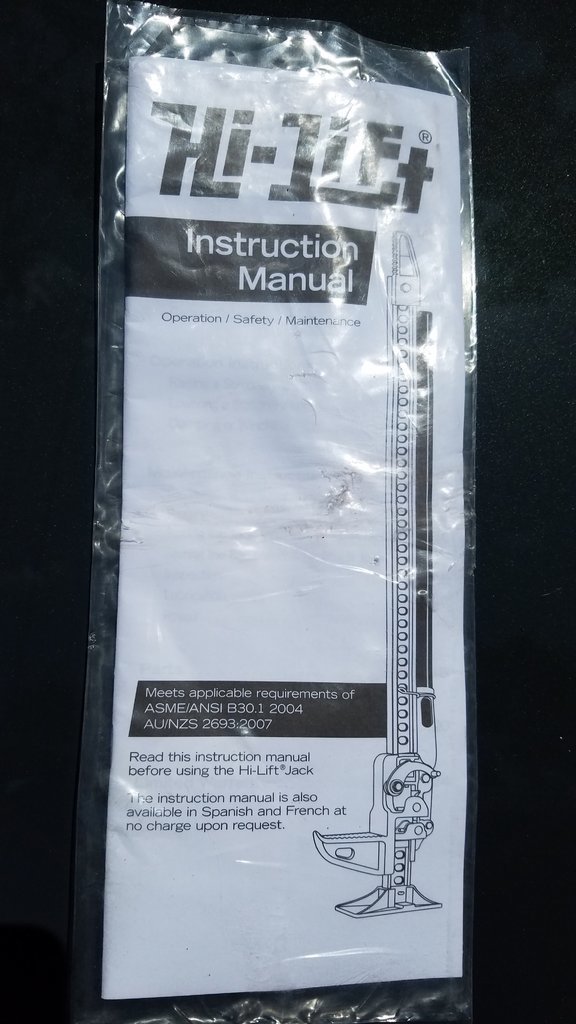 Hi-Lift®
Instruction
Manual
Operation / Safety / Maintenance
Meets applicable requirements of
ASME/ANSI B30.1 2004
AU/NZS 2693:2007
Read this instruction manual
before using the Hi-Lift® Jack
The instruction manual is also
available in Spanish and French at
no charge upon request.